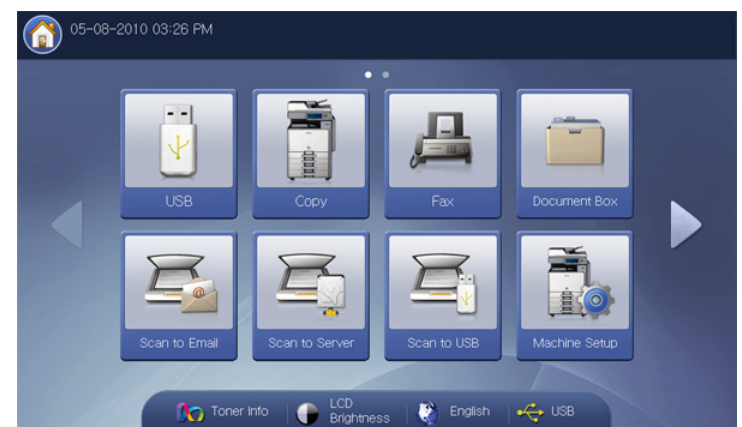 05-08-2010 03:26 PM
USB
Copy
Fax
Document Box
Scan to Email
Scan to Server
Scan to USB
Machine Setup
Toner Info
LCD
Brightness
English
USB